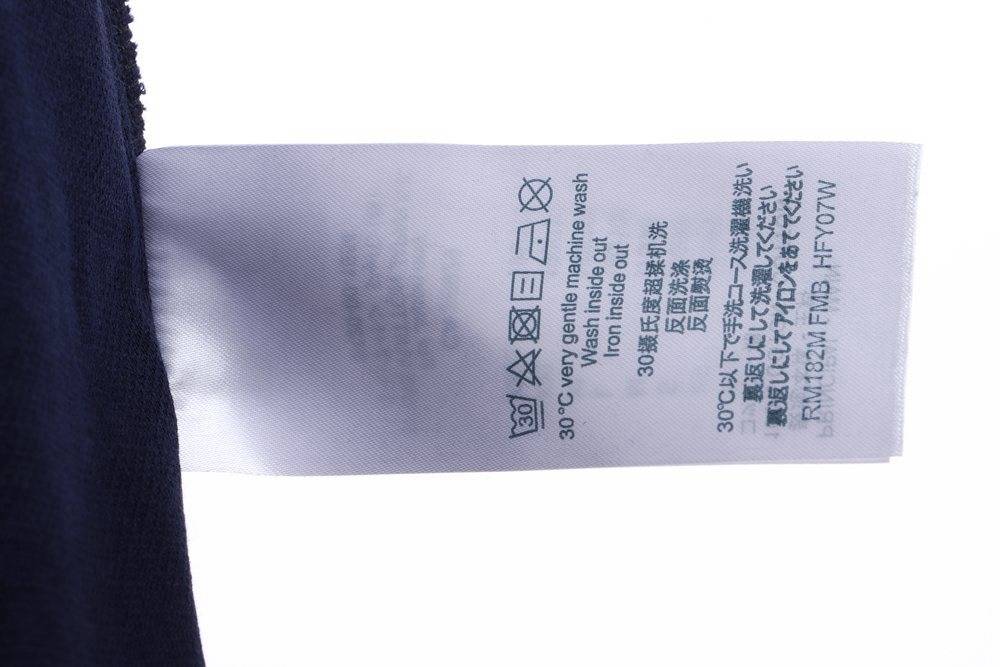 30
30°C very gentle machine wash
Wash inside out
Iron inside out
30摄氏度超揉机洗
反面洗涤
反面熨烫
30℃以下で手洗コース洗濯機洗い
裏返しにして洗濯してください
裏返しにしてアイロンをあててください
RM182M FMB HFY07W